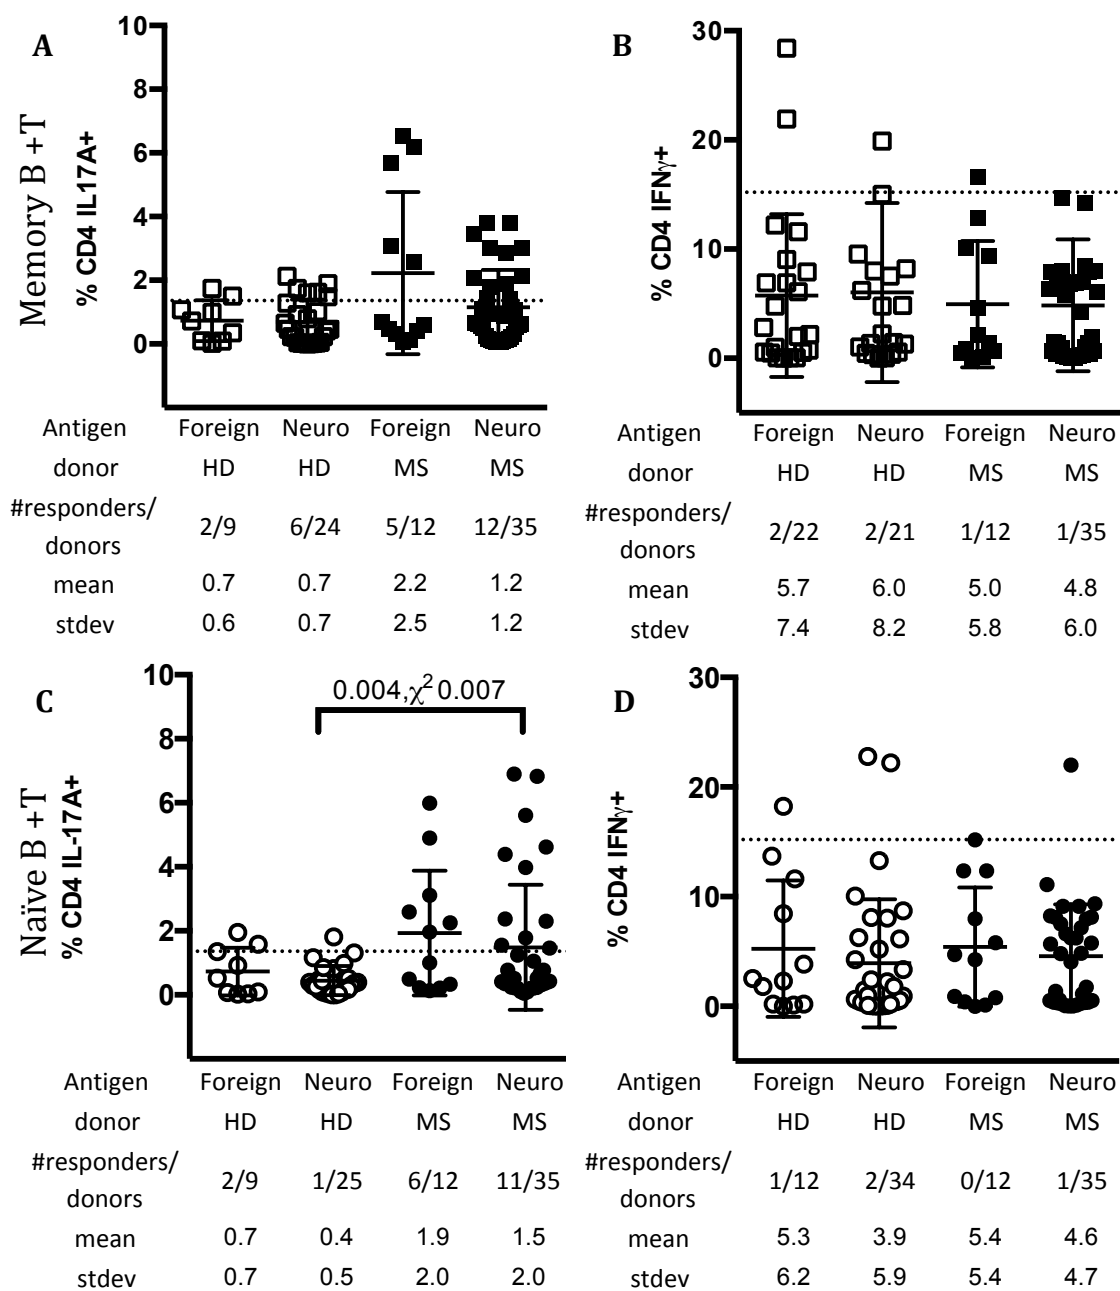 A
Memory B +T
% CD4 IL17A+
10
8
6
4
2
0
Antigen Foreign Neuro Foreign Neuro
donor HD HD MS MS
#responders/
donors 2/9 6/24 5/12 12/35
mean 0.7 0.7 2.2 1.2
stdev 0.6 0.7 2.5 1.2
B
% CD4 IFNγ+
30
20
10
0
Antigen Foreign Neuro Foreign Neuro
donor HD HD MS MS
#responders/
donors 2/22 2/21 1/12 1/35
mean 5.7 6.0 5.0 4.8
stdev 7.4 8.2 5.8 6.0
C
Naïve B +T
% CD4 IL-17A+
10
8
6
4
2
0
0.004,χ² 0.007
Antigen Foreign Neuro Foreign Neuro
donor HD HD MS MS
#responders/
donors 2/9 1/25 6/12 11/35
mean 0.7 0.4 1.9 1.5
stdev 0.7 0.5 2.0 2.0
D
% CD4 IFNγ+
30
20
10
0
Antigen Foreign Neuro Foreign Neuro
donor HD HD MS MS
#responders/
donors 1/12 2/34 0/12 1/35
mean 5.3 3.9 5.4 4.6
stdev 6.2 5.9 5.4 4.7